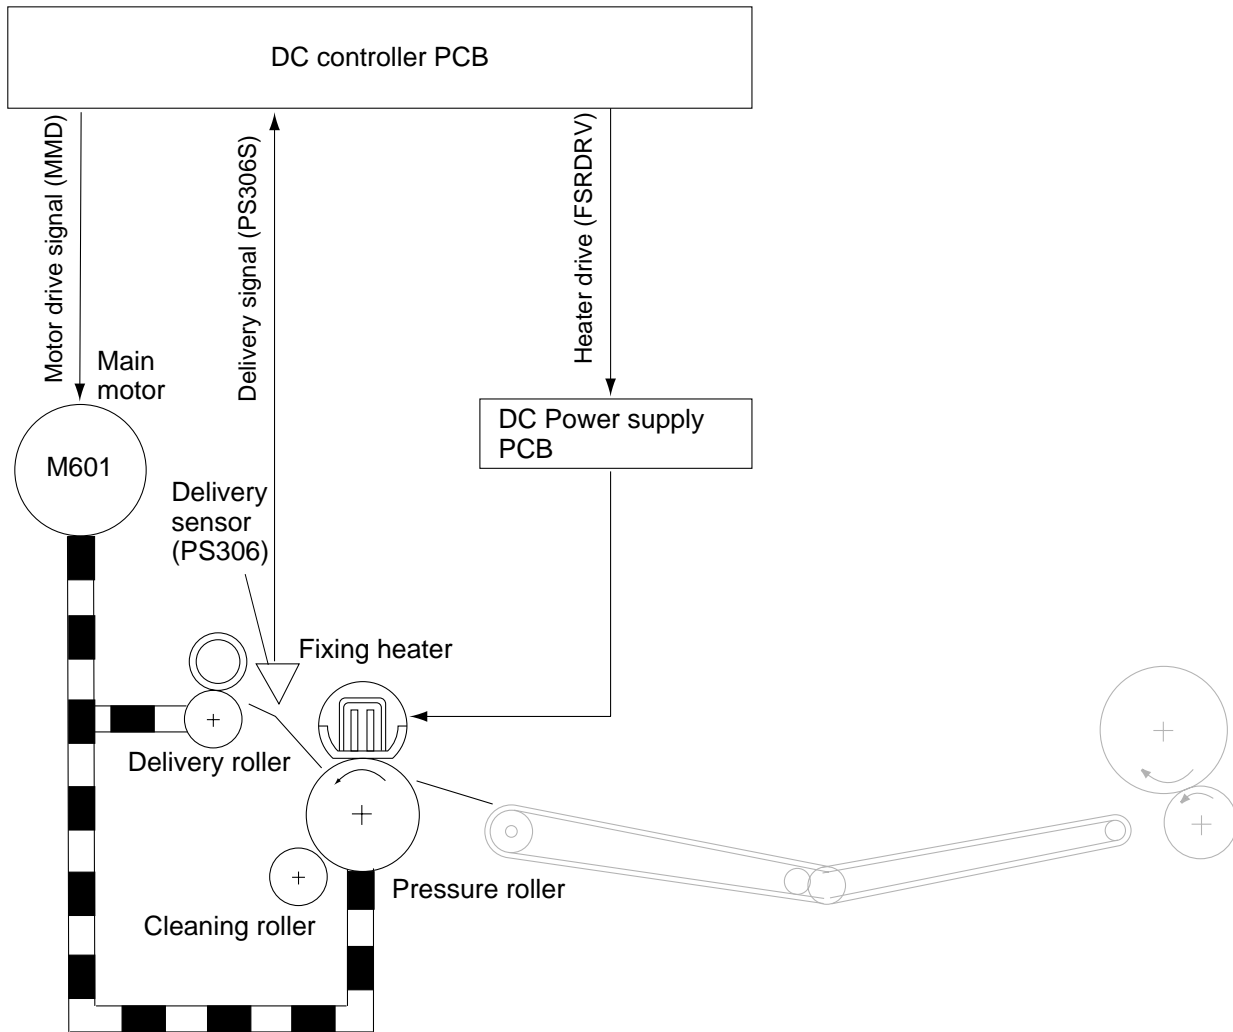 DC controller PCB
Motor drive signal (MMD)
Delivery signal (PS306S)
Heater drive (FSRDRV)
Main
motor
M601
DC Power supply
PCB
Delivery
sensor
(PS306)
Fixing heater
Delivery roller
Pressure roller
Cleaning roller